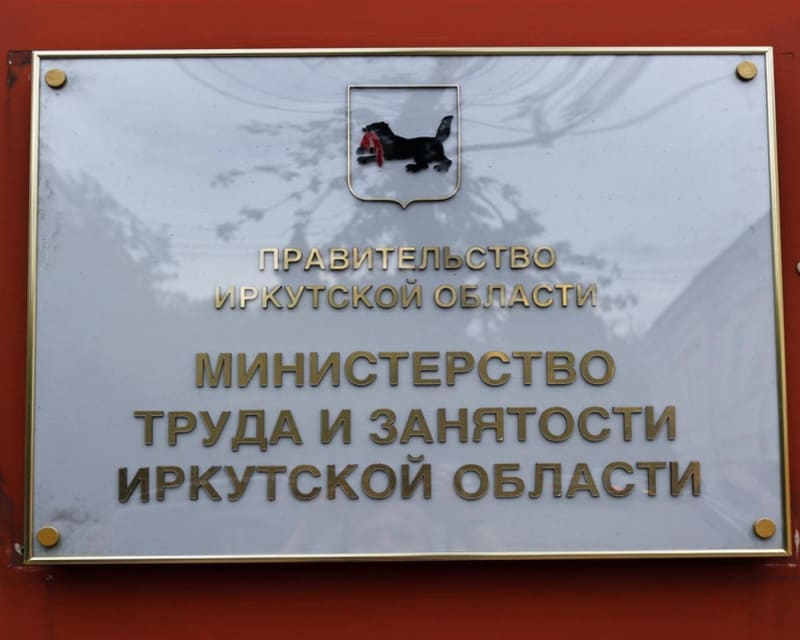 ПРАВИТЕЛЬСТВО
ИРКУТСКОЙ ОБЛАСТИ
МИНИСТЕРСТВО
ТРУДА И ЗАНЯТОСТИ
ИРКУТСКОЙ ОБЛАСТИ